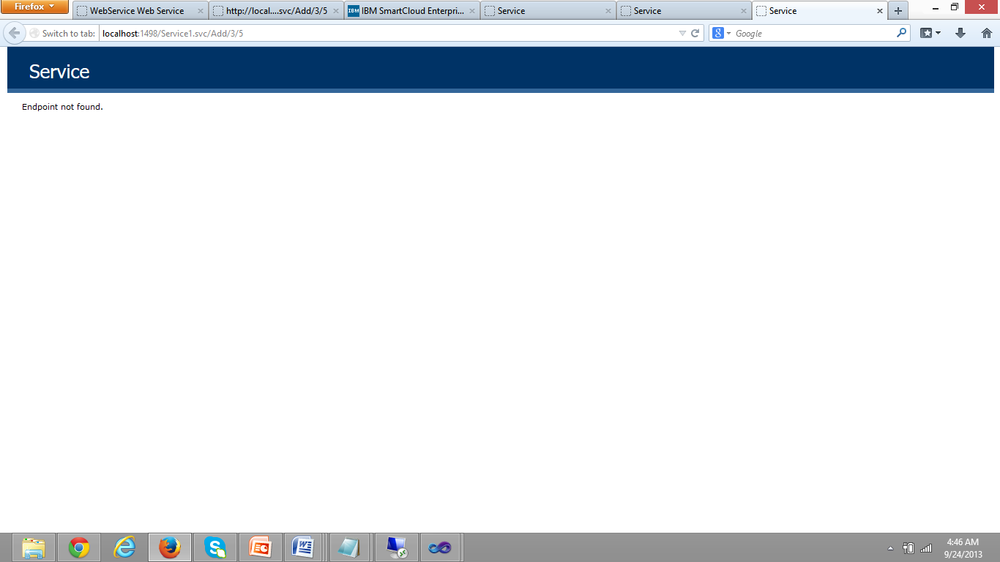 Firefox
WebService Web Service
http://local....svc/Add/3/5
IBM
IBM SmartCloud Enterpri...
Service
Service
Service
Switch to tab:
localhost:1498/Service1.svc/Add/3/5
Google
Service
Endpoint not found.
4:46 AM
9/24/2013